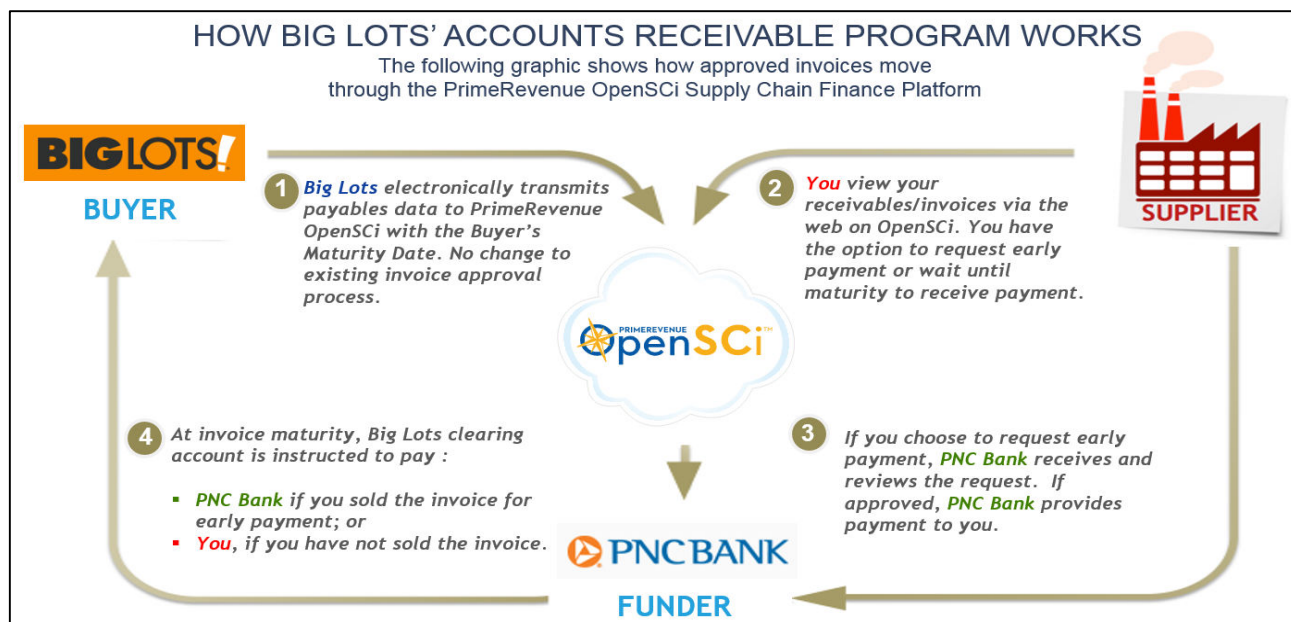 HOW BIG LOTS' ACCOUNTS RECEIVABLE PROGRAM WORKS
The following graphic shows how approved invoices move
through the PrimeRevenue OpenSCi Supply Chain Finance Platform
BIGLOTS!
BUYER
1
Big Lots electronically transmits
payables data to PrimeRevenue
OpenSCi with the Buyer's
Maturity Date. No change to
existing invoice approval
process.
2
You view your
receivables/invoices via the
web on OpenSCi. You have
the option to request early
payment or wait until
maturity to receive payment.
SUPPLIER
PRIMEREVENUE
OpenSCi™
4
At invoice maturity, Big Lots clearing
account is instructed to pay :
▪ PNC Bank if you sold the invoice for
early payment; or
▪ You, if you have not sold the invoice.
3
If you choose to request early
payment, PNC Bank receives and
reviews the request.  If
approved, PNC Bank provides
payment to you.
PNCBANK
FUNDER